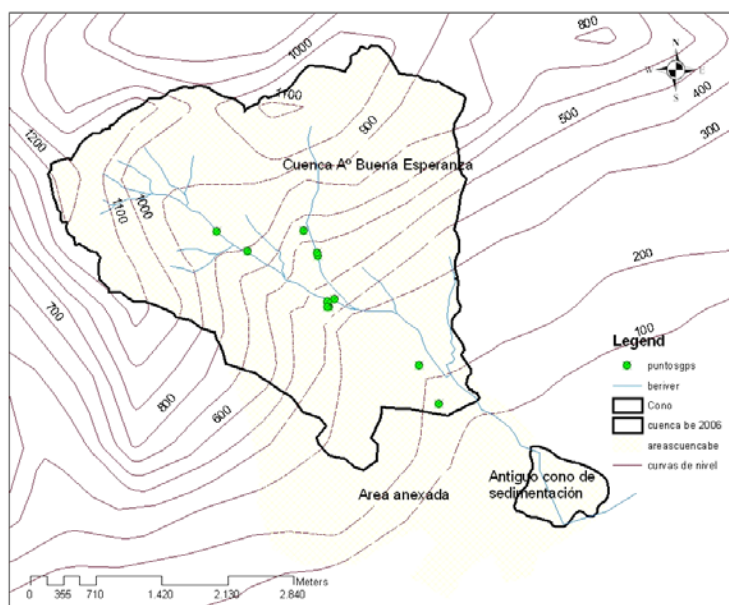 800
1000
N
W E
S
400
1100
500
900
300
1200
Cuenca Aº Buena Esperanza
1100
1000
200
700
100
Legend
puntosgps
beriver
Cono
cuenca be 2006
areascuencabe
curvas de nivel
800
600
Antiguo cono de
sedimentación
Area anexada
Meters
0 355 710 1.420 2.130 2.840